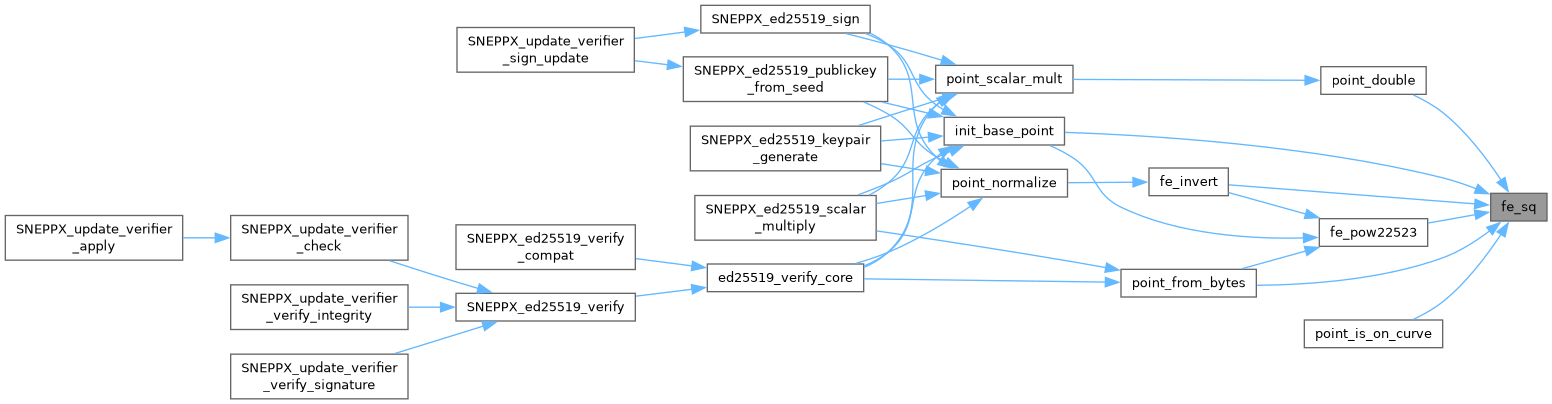 SNEPPX_update_verifier
_apply
SNEPPX_update_verifier
_check
SNEPPX_update_verifier
_verify_integrity
SNEPPX_update_verifier
_verify_signature
SNEPPX_update_verifier
_sign_update
SNEPPX_ed25519_verify
_compat
SNEPPX_ed25519_verify
SNEPPX_ed25519_sign
SNEPPX_ed25519_publickey
_from_seed
SNEPPX_ed25519_keypair
_generate
SNEPPX_ed25519_scalar
_multiply
ed25519_verify_core
point_scalar_mult
init_base_point
point_normalize
fe_invert
point_from_bytes
point_double
fe_pow22523
point_is_on_curve
fe_sq